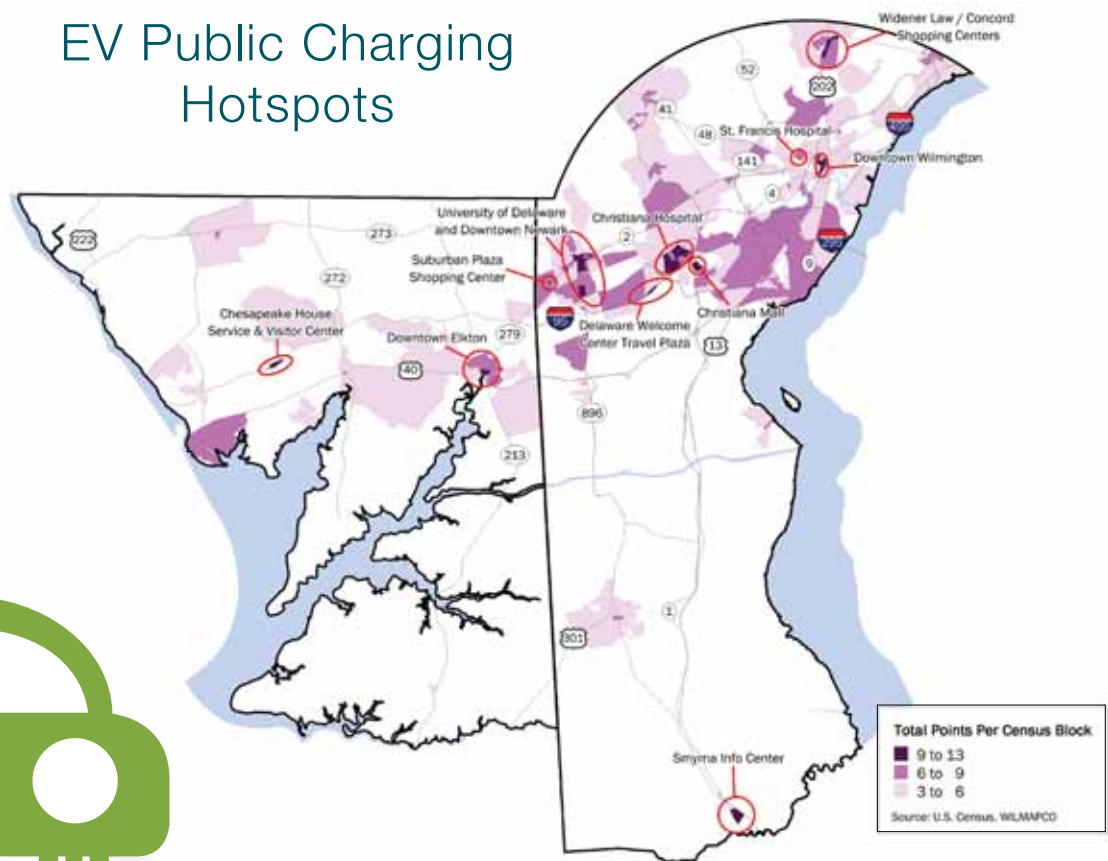 EV Public Charging
Hotspots
Widener Law / Concord
Shopping Centers
52
202
41
48
St. Francis Hospital
141
Downtown Wilmington
4
University of Delaware
and Downtown Newark
Christiana Hospital
222
273
2
Suburban Plaza
Shopping Center
9
272
Chesapeake House
Service & Visitor Center
95
Delaware Welcome
Center Travel Plaza
Christiana Mall
Downtown Elkton
279
13
40
896
213
1
301
Smyrna Info Center
Total Points Per Census Block
9 to 13
6 to 9
3 to 6
Source: U.S. Census, WILMAPCO